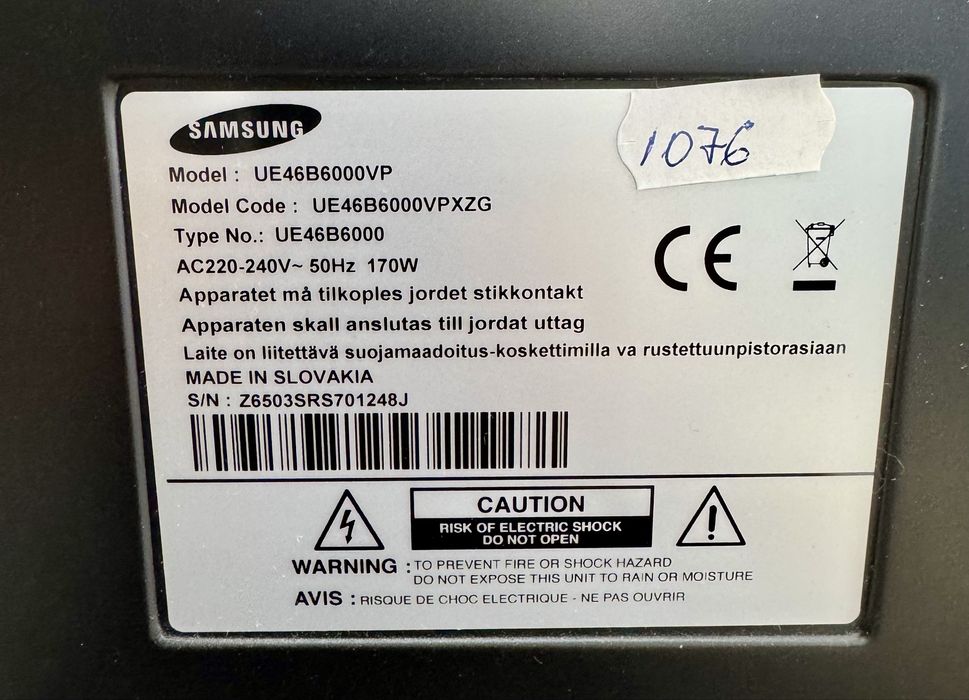 SAMSUNG
1076
Model : UE46B6000VP
Model Code : UE46B6000VPXZG
Type No.: UE46B6000
AC220-240V~ 50Hz 170W
Apparatet må tilkoples jordet stikkontakt
Apparaten skall anslutas till jordat uttag
Laite on liitettävä suojamaadoitus-koskettimilla va rustettuunpistorasiaan
MADE IN SLOVAKIA
S/N : Z6503SRS701248J
CE
CAUTION
RISK OF ELECTRIC SHOCK
DO NOT OPEN
WARNING : TO PREVENT FIRE OR SHOCK HAZARD
DO NOT EXPOSE THIS UNIT TO RAIN OR MOISTURE
AVIS : RISQUE DE CHOC ELECTRIQUE - NE PAS OUVRIR